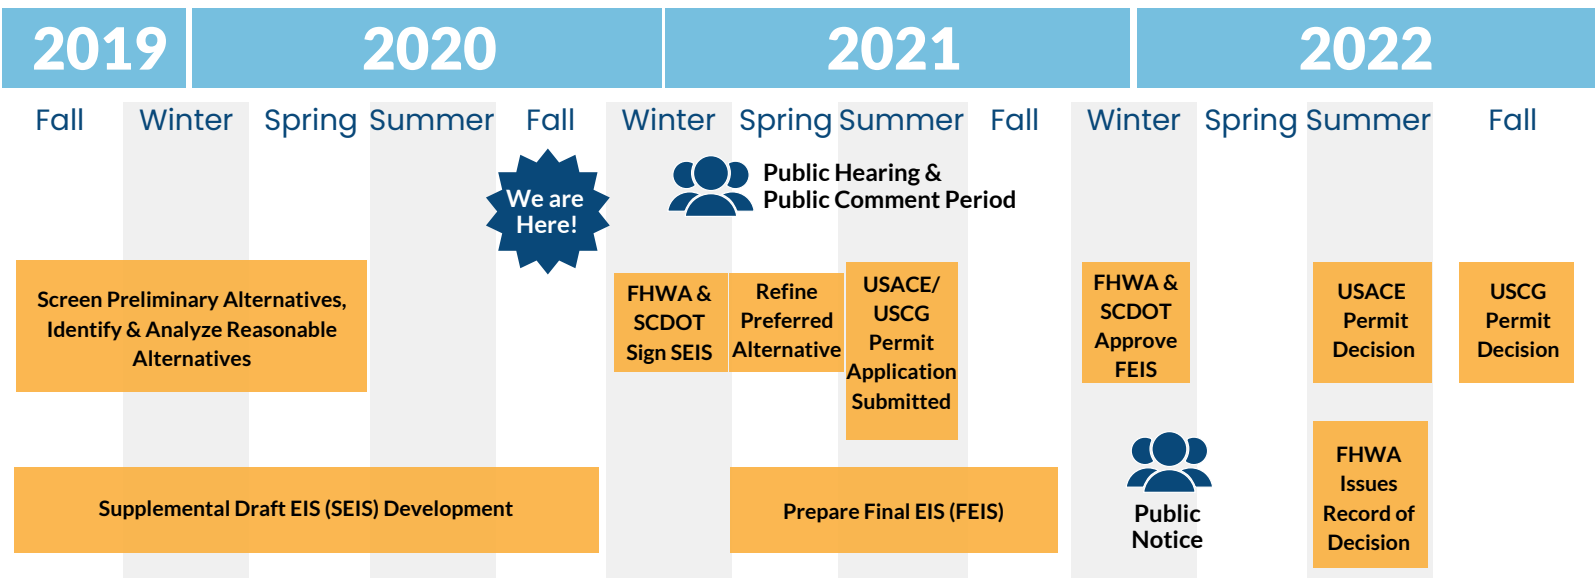 2019
2020
2021
2022
Fall
Winter
Spring
Summer
Fall
Winter
Spring
Summer
Fall
Winter
Spring
Summer
Fall
We are
Here!
Public Hearing &
Public Comment Period
Screen Preliminary Alternatives,
Identify & Analyze Reasonable
Alternatives
FHWA &
SCDOT
Sign SEIS
Refine
Preferred
Alternative
USACE/
USCG
Permit
Application
Submitted
FHWA &
SCDOT
Approve
FEIS
USACE
Permit
Decision
USCG
Permit
Decision
Supplemental Draft EIS (SEIS) Development
Prepare Final EIS (FEIS)
Public
Notice
FHWA
Issues
Record of
Decision